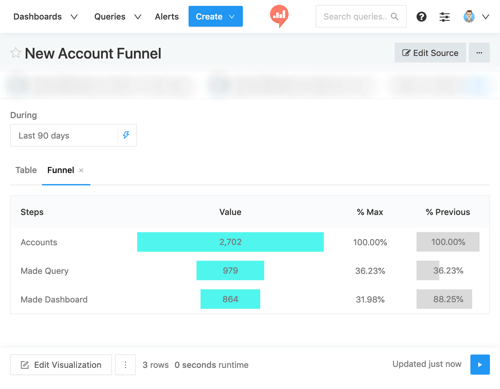 Dashboards Queries Alerts Create Search queries...
New Account Funnel Edit Source
During
Last 90 days
Table Funnel ×
Steps Value % Max % Previous
Accounts 2,702 100.00% 100.00%
Made Query 979 36.23% 36.23%
Made Dashboard 864 31.98% 88.25%
Edit Visualization 3 rows 0 seconds runtime Updated just now